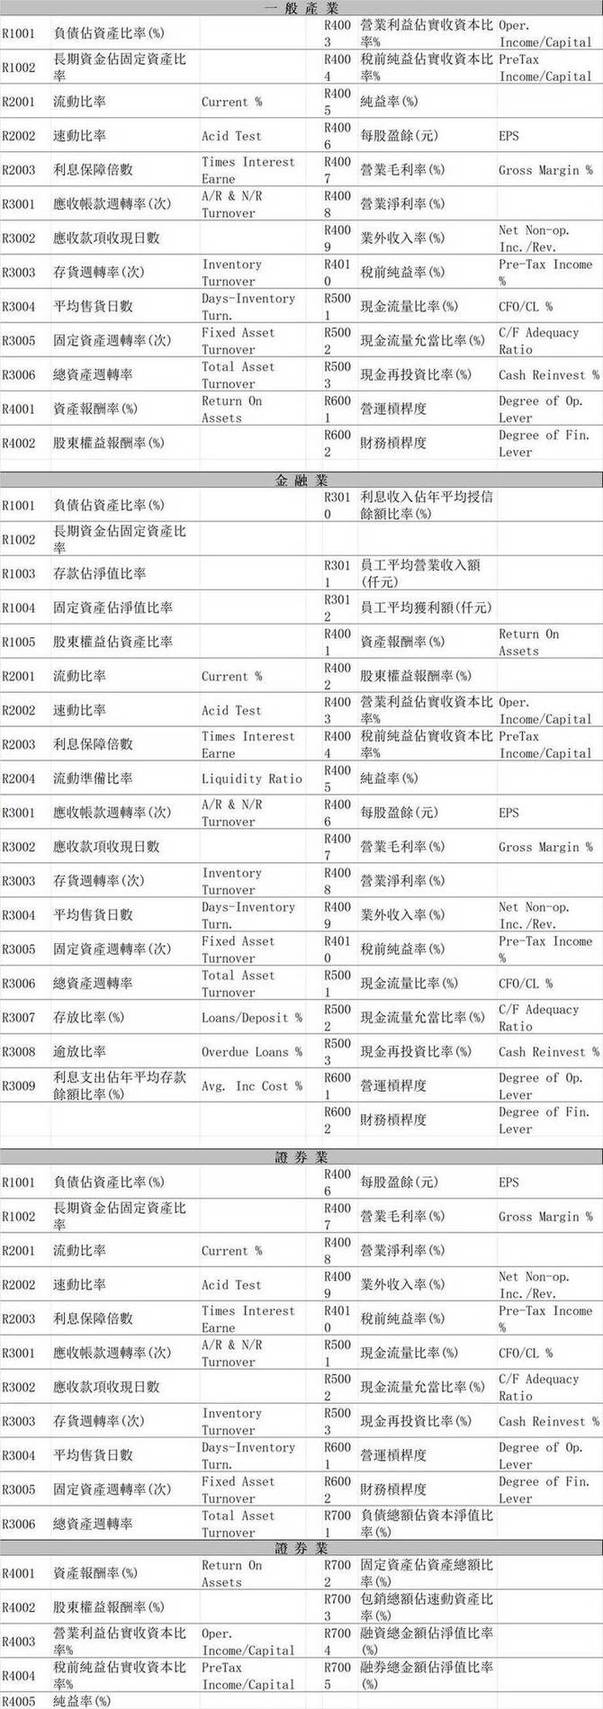 一 般 產 業
R1001 負債佔資產比率(%) R4003 營業利益佔實收資本比率% Oper. Income/Capital
R1002 長期資金佔固定資產比率 R4004 稅前純益佔實收資本比率% PreTax Income/Capital
R2001 流動比率 Current % R4005 純益率(%)
R2002 速動比率 Acid Test R4006 每股盈餘(元) EPS
R2003 利息保障倍數 Times Interest Earne R4007 營業毛利率(%) Gross Margin %
R3001 應收帳款週轉率(次) A/R & N/R Turnover R4008 營業淨利率(%)
R3002 應收款項收現日數 R4009 業外收入率(%) Net Non-op. Inc./Rev.
R3003 存貨週轉率(次) Inventory Turnover R4010 稅前純益率(%) Pre-Tax Income %
R3004 平均售貨日數 Days-Inventory Turn. R5001 現金流量比率(%) CFO/CL %
R3005 固定資產週轉率(次) Fixed Asset Turnover R5002 現金流量允當比率(%) C/F Adequacy Ratio
R3006 總資產週轉率 Total Asset Turnover R5003 現金再投資比率(%) Cash Reinvest %
R4001 資產報酬率(%) Return On Assets R6001 營運槓桿度 Degree of Op. Lever
R4002 股東權益報酬率(%) R6002 財務槓桿度 Degree of Fin. Lever
金 融 業
R1001 負債佔資產比率(%) R3010 利息收入佔年平均授信餘額比率(%)
R1002 長期資金佔固定資產比率
R1003 存款佔淨值比率 R3011 員工平均營業收入額(仟元)
R1004 固定資產佔淨值比率 R3012 員工平均獲利額(仟元)
R1005 股東權益佔資產比率 R4001 資產報酬率(%) Return On Assets
R2001 流動比率 Current % R4002 股東權益報酬率(%)
R2002 速動比率 Acid Test R4003 營業利益佔實收資本比率% Oper. Income/Capital
R2003 利息保障倍數 Times Interest Earne R4004 稅前純益佔實收資本比率% PreTax Income/Capital
R2004 流動準備比率 Liquidity Ratio R4005 純益率(%)
R3001 應收帳款週轉率(次) A/R & N/R Turnover R4006 每股盈餘(元) EPS
R3002 應收款項收現日數 R4007 營業毛利率(%) Gross Margin %
R3003 存貨週轉率(次) Inventory Turnover R4008 營業淨利率(%)
R3004 平均售貨日數 Days-Inventory Turn. R4009 業外收入率(%) Net Non-op. Inc./Rev.
R3005 固定資產週轉率(次) Fixed Asset Turnover R4010 稅前純益率(%) Pre-Tax Income %
R3006 總資產週轉率 Total Asset Turnover R5001 現金流量比率(%) CFO/CL %
R3007 存放比率(%) Loans/Deposit % R5002 現金流量允當比率(%) C/F Adequacy Ratio
R3008 逾放比率 Overdue Loans % R5003 現金再投資比率(%) Cash Reinvest %
R3009 利息支出佔年平均存款餘額比率(%) Avg. Inc Cost % R6001 營運槓桿度 Degree of Op. Lever
R6002 財務槓桿度 Degree of Fin. Lever
證 券 業
R1001 負債佔資產比率(%) R4006 每股盈餘(元) EPS
R1002 長期資金佔固定資產比率 R4007 營業毛利率(%) Gross Margin %
R2001 流動比率 Current % R4008 營業淨利率(%)
R2002 速動比率 Acid Test R4009 業外收入率(%) Net Non-op. Inc./Rev.
R2003 利息保障倍數 Times Interest Earne R4010 稅前純益率(%) Pre-Tax Income %
R3001 應收帳款週轉率(次) A/R & N/R Turnover R5001 現金流量比率(%) CFO/CL %
R3002 應收款項收現日數 R5002 現金流量允當比率(%) C/F Adequacy Ratio
R3003 存貨週轉率(次) Inventory Turnover R5003 現金再投資比率(%) Cash Reinvest %
R3004 平均售貨日數 Days-Inventory Turn. R6001 營運槓桿度 Degree of Op. Lever
R3005 固定資產週轉率(次) Fixed Asset Turnover R6002 財務槓桿度 Degree of Fin. Lever
R3006 總資產週轉率 Total Asset Turnover R7001 負債總額佔資本淨值比率(%)
證 券 業
R4001 資產報酬率(%) Return On Assets R7002 固定資產佔資產總額比率(%)
R4002 股東權益報酬率(%) R7003 包銷總額佔速動資產比率(%)
R4003 營業利益佔實收資本比率% Oper. Income/Capital R7004 融資總金額佔淨值比率(%)
R4004 稅前純益佔實收資本比率% PreTax Income/Capital R7005 融券總金額佔淨值比率(%)
R4005 純益率(%)